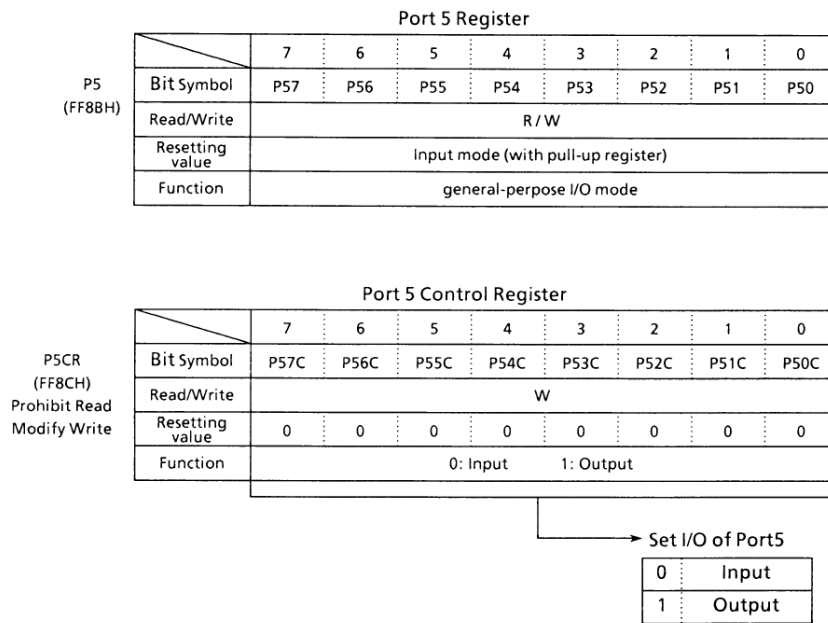 Port 5 Register
7 6 5 4 3 2 1 0
P5
(FF8BH)
Bit Symbol P57 P56 P55 P54 P53 P52 P51 P50
Read/Write R / W
Resetting
value
Input mode (with pull-up register)
Function general-perpose I/O mode
Port 5 Control Register
7 6 5 4 3 2 1 0
P5CR
(FF8CH)
Prohibit Read
Modify Write
Bit Symbol P57C P56C P55C P54C P53C P52C P51C P50C
Read/Write W
Resetting
value
0 0 0 0 0 0 0 0
Function 0: Input 1: Output
Set I/O of Port5
0 Input
1 Output